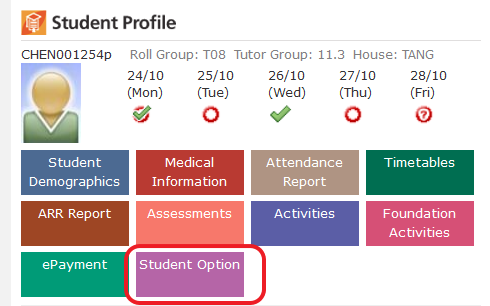 Student Profile
CHEN001254p Roll Group: T08 Tutor Group: 11.3 House: TANG
24/10 25/10 26/10 27/10 28/10
(Mon) (Tue) (Wed) (Thu) (Fri)
?
Student Demographics
Medical Information
Attendance Report
Timetables
ARR Report
Assessments
Activities
Foundation Activities
ePayment
Student Option